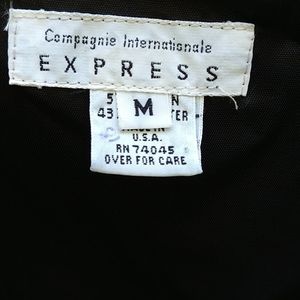 Compagnie Internationale
EXPRESS
M
U.S.A.
RN 74045
OVER FOR CARE